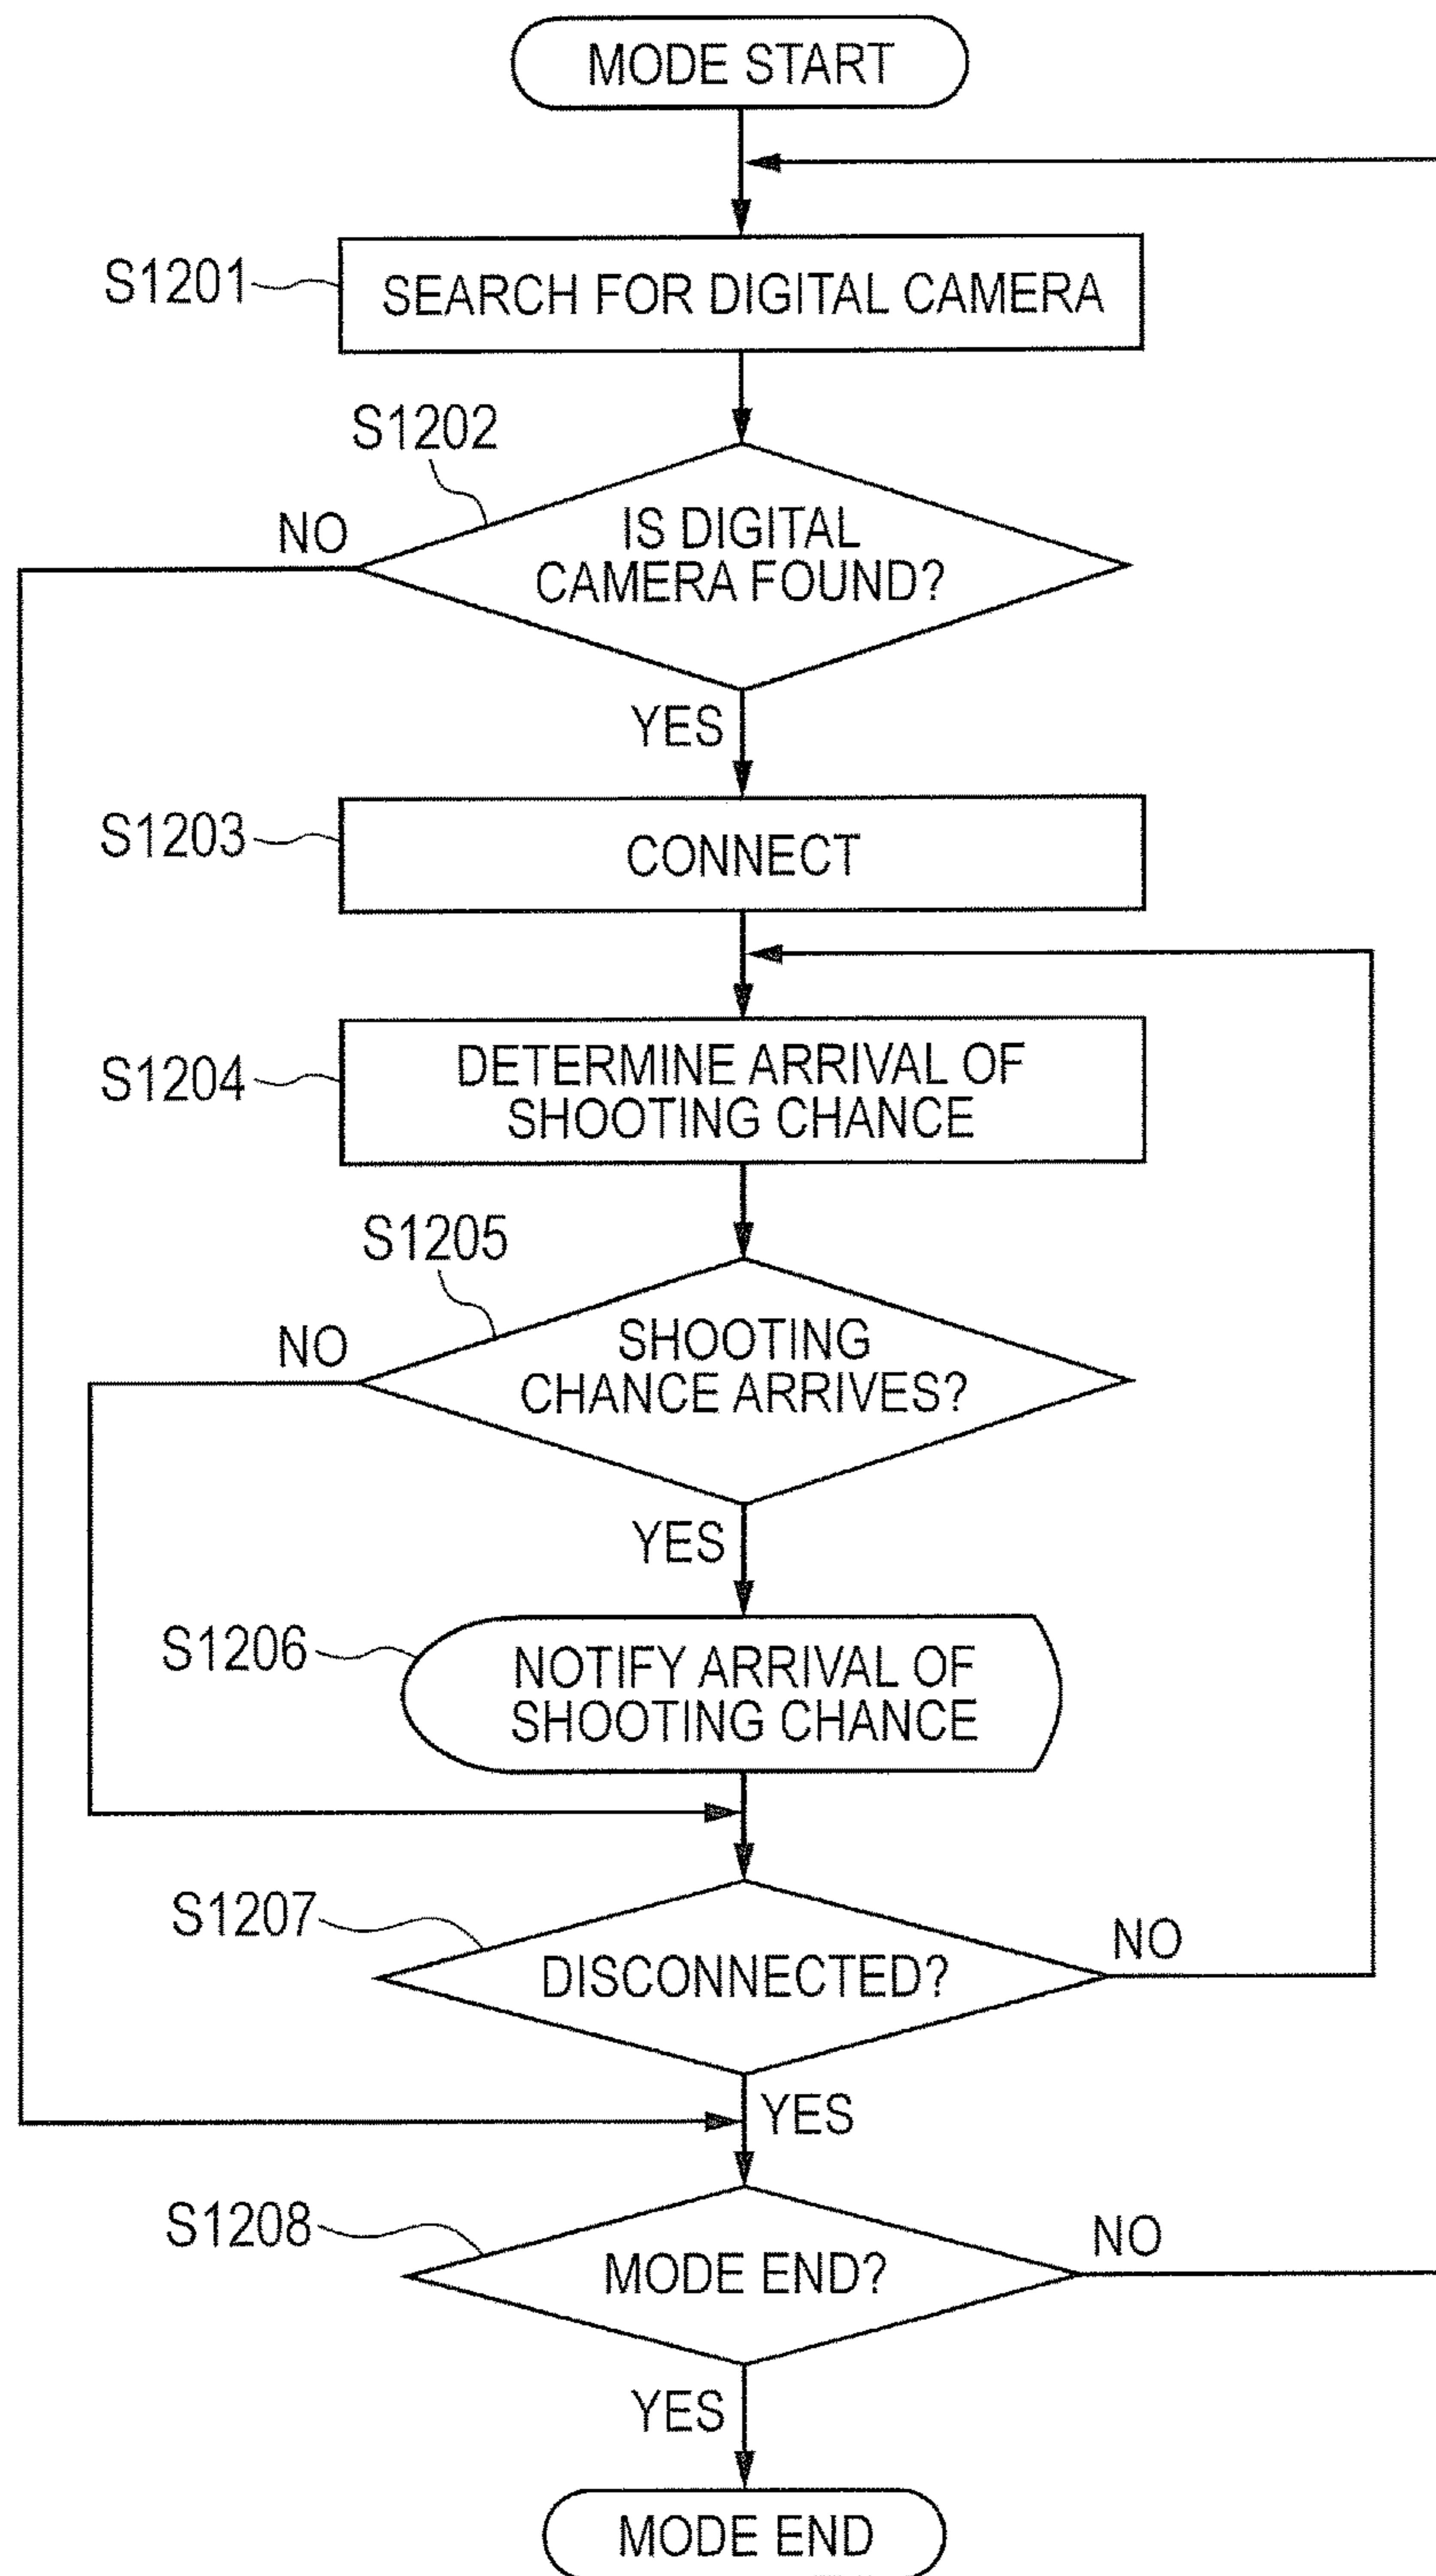 MODE START
S1201
SEARCH FOR DIGITAL CAMERA
S1202
NO
IS DIGITAL
CAMERA FOUND?
YES
S1203
CONNECT
S1204
DETERMINE ARRIVAL OF
SHOOTING CHANCE
S1205
NO
SHOOTING
CHANCE ARRIVES?
YES
S1206
NOTIFY ARRIVAL OF
SHOOTING CHANCE
S1207
DISCONNECTED?
NO
YES
S1208
MODE END?
NO
YES
MODE END